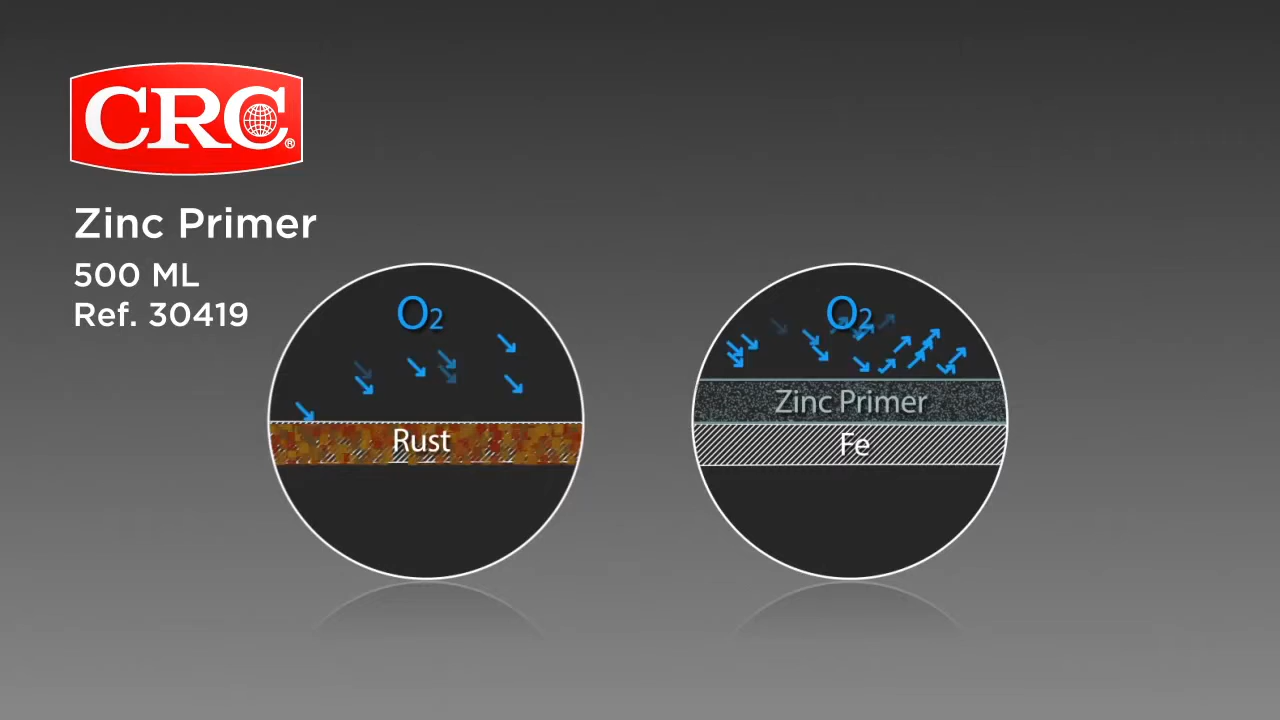 CRC®
Zinc Primer
500 ML
Ref. 30419
O2
Rust
O2
Zinc Primer
Fe